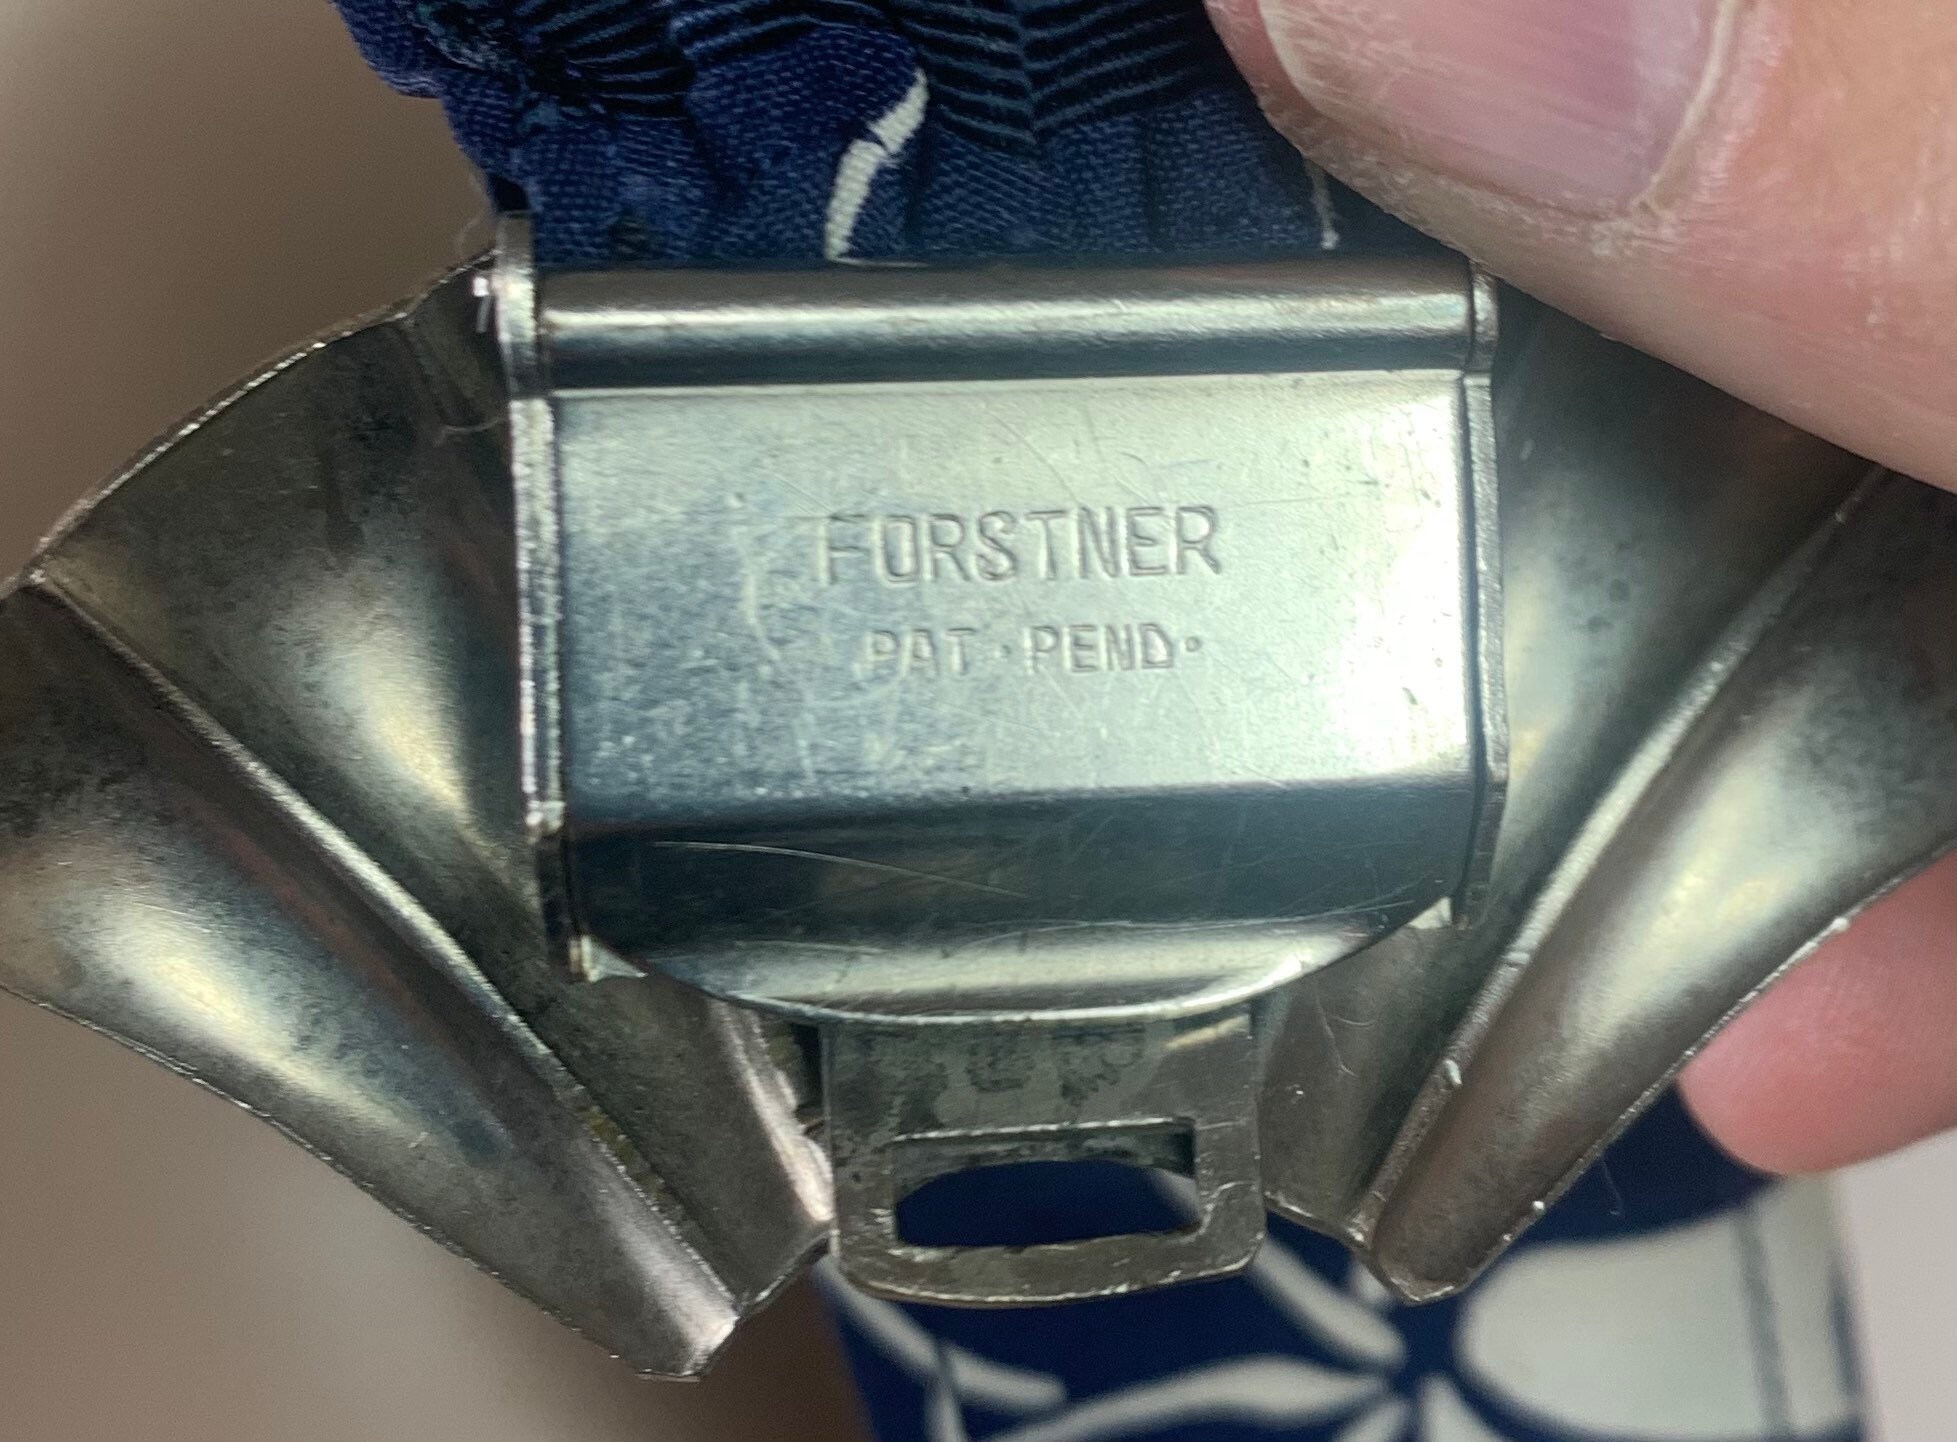 FORSTNER
PAT · PEND·